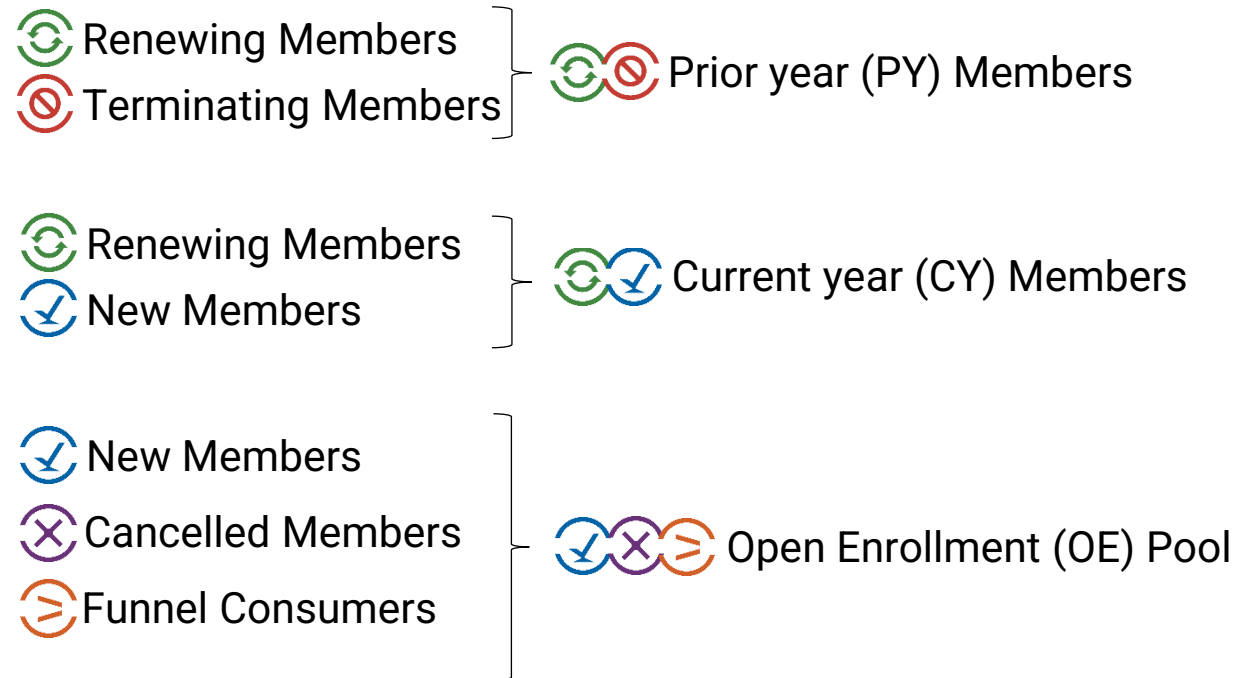 Renewing Members
Terminating Members
Prior year (PY) Members
Renewing Members
New Members
Current year (CY) Members
New Members
Cancelled Members
Funnel Consumers
Open Enrollment (OE) Pool